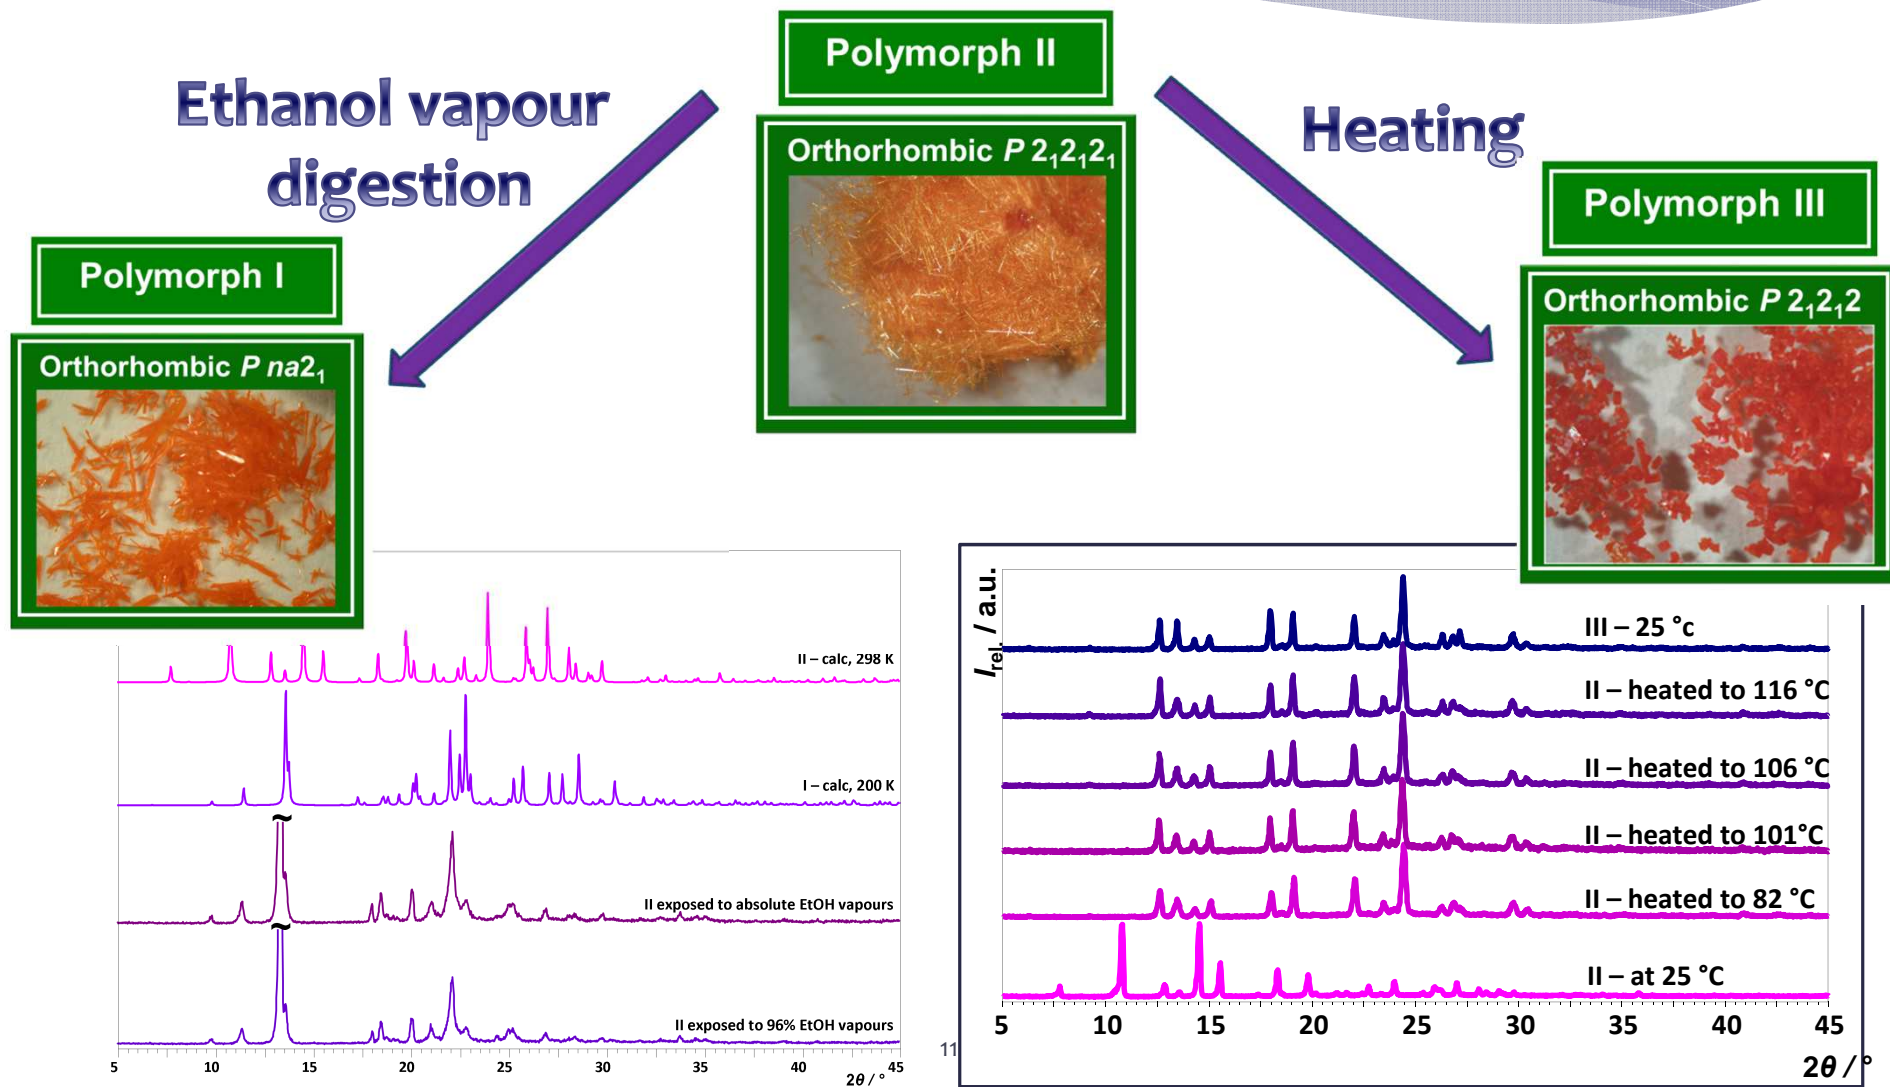 Polymorph II
Ethanol vapour
digestion
Heating
Orthorhombic P 2₁2₁2₁
Polymorph III
Orthorhombic P 2₁2₁2
Polymorph I
Orthorhombic P na2₁
II – calc, 298 K
I – calc, 200 K
~
II exposed to absolute EtOH vapours
~
II exposed to 96% EtOH vapours
5 10 15 20 25 30 35 40 45
2θ / °
11
I rel. / a.u.
III – 25 °c
II – heated to 116 °C
II – heated to 106 °C
II – heated to 101°C
II – heated to 82 °C
II – at 25 °C
5 10 15 20 25 30 35 40 45
2θ / °